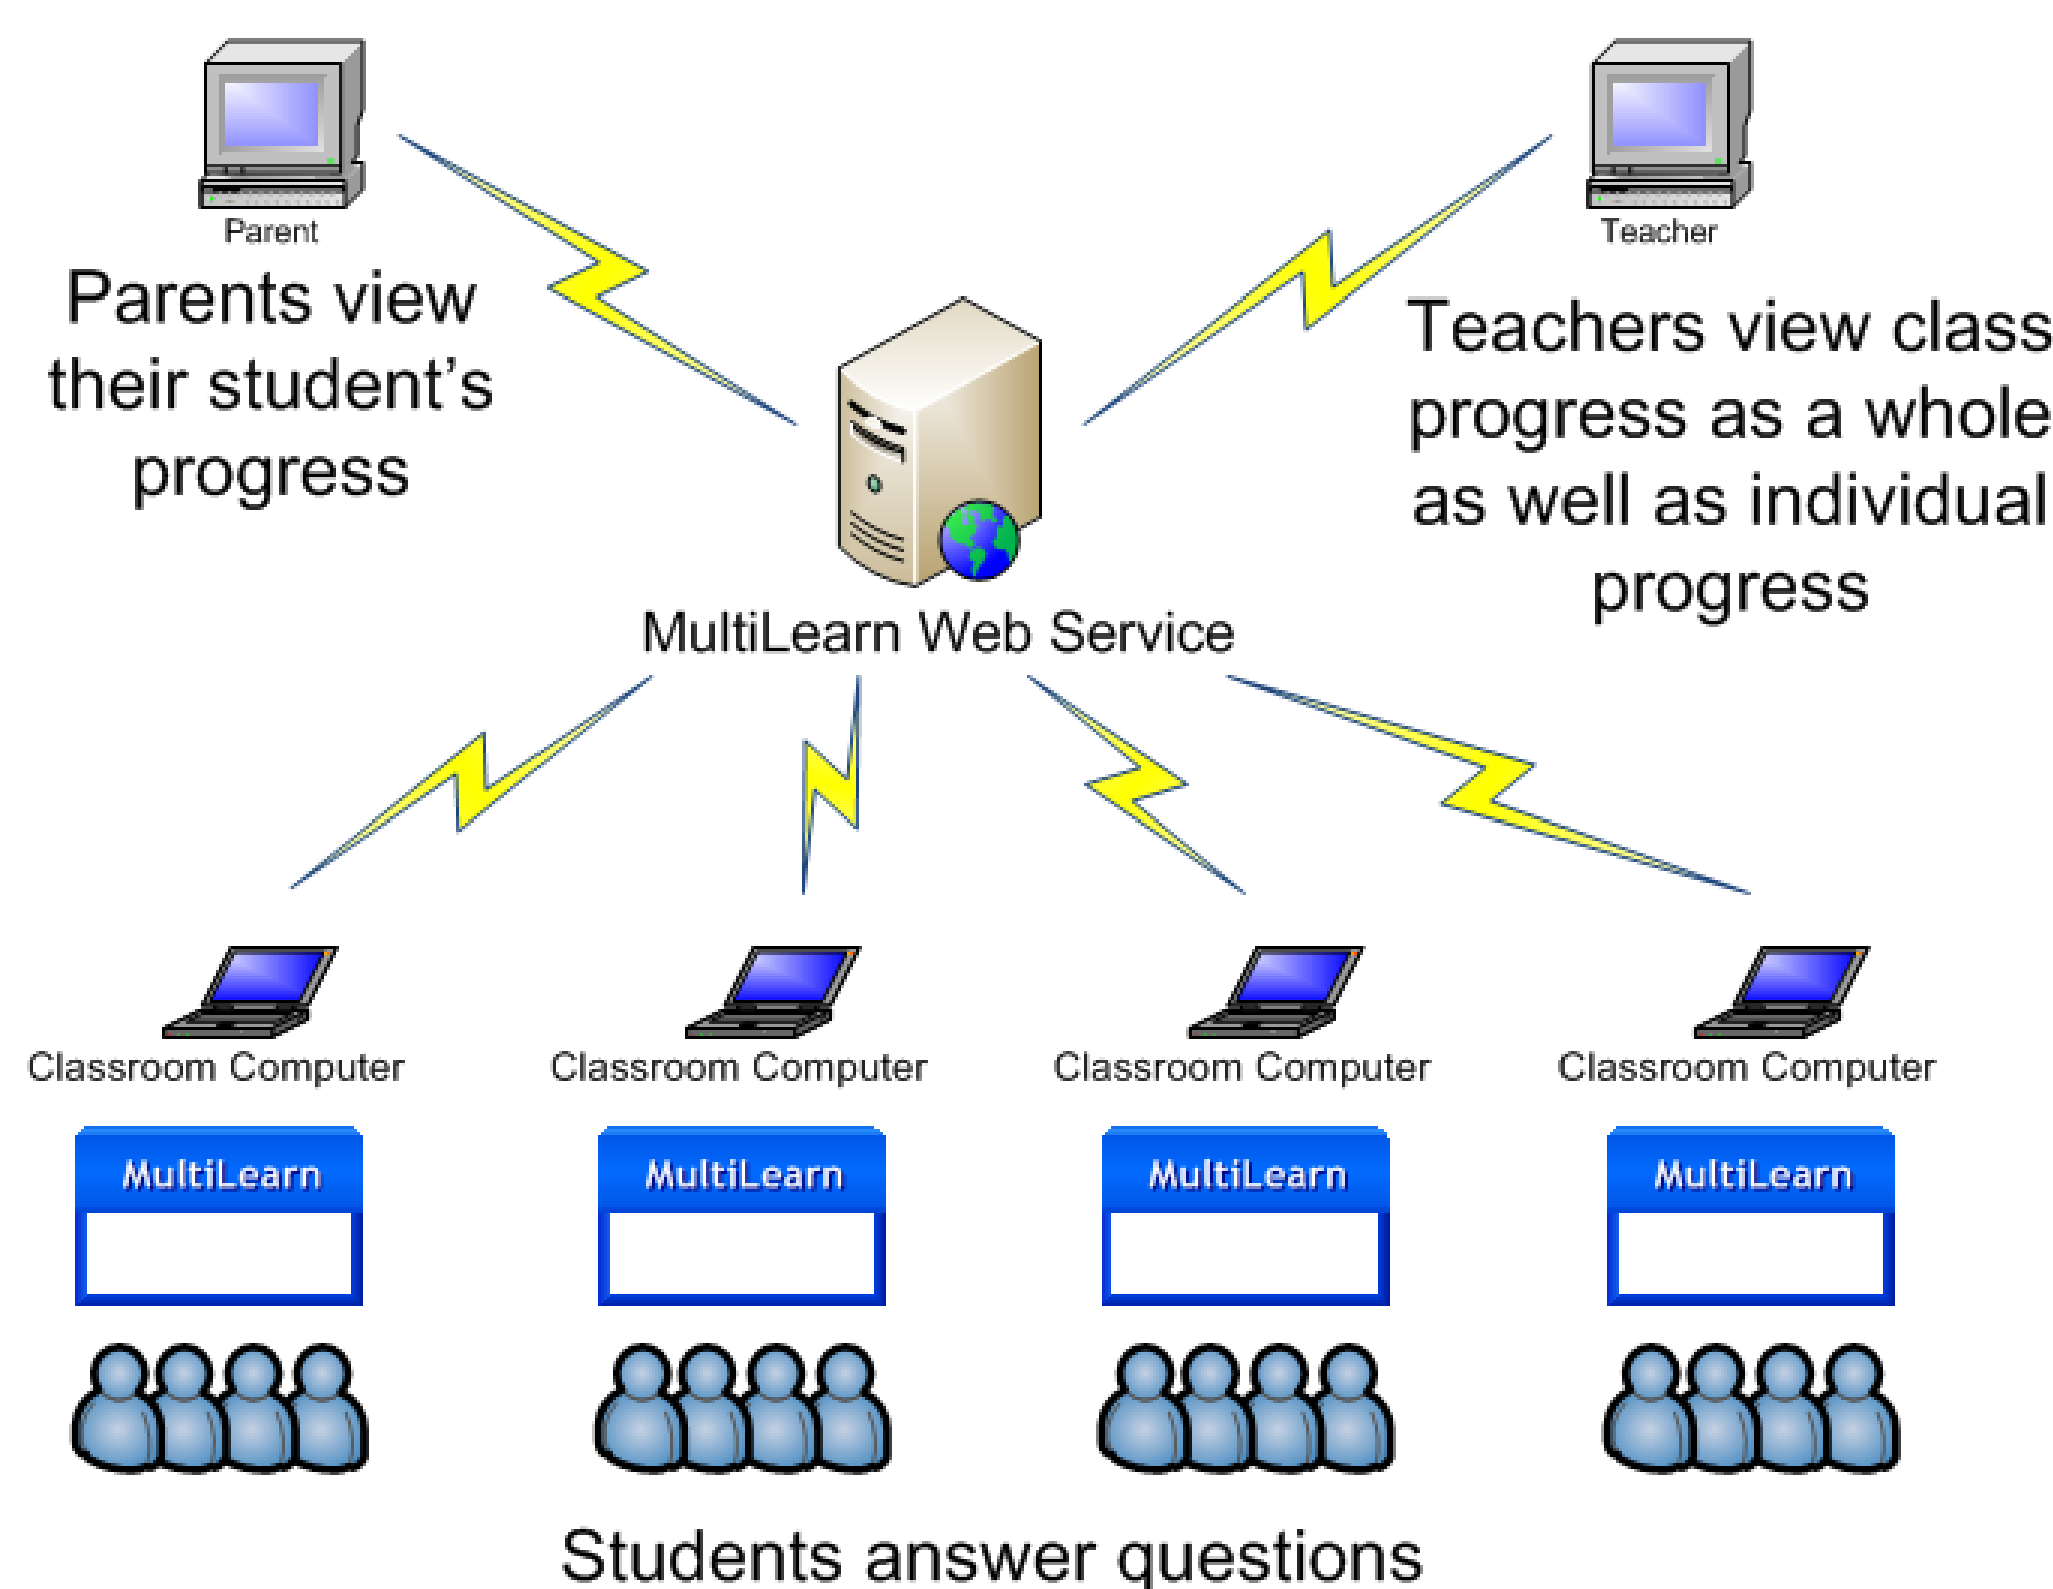 Parent
Parents view
their student’s
progress
Teacher
Teachers view class
progress as a whole
as well as individual
progress
MultiLearn Web Service
Classroom Computer
Classroom Computer
Classroom Computer
Classroom Computer
MultiLearn
MultiLearn
MultiLearn
MultiLearn
Students answer questions